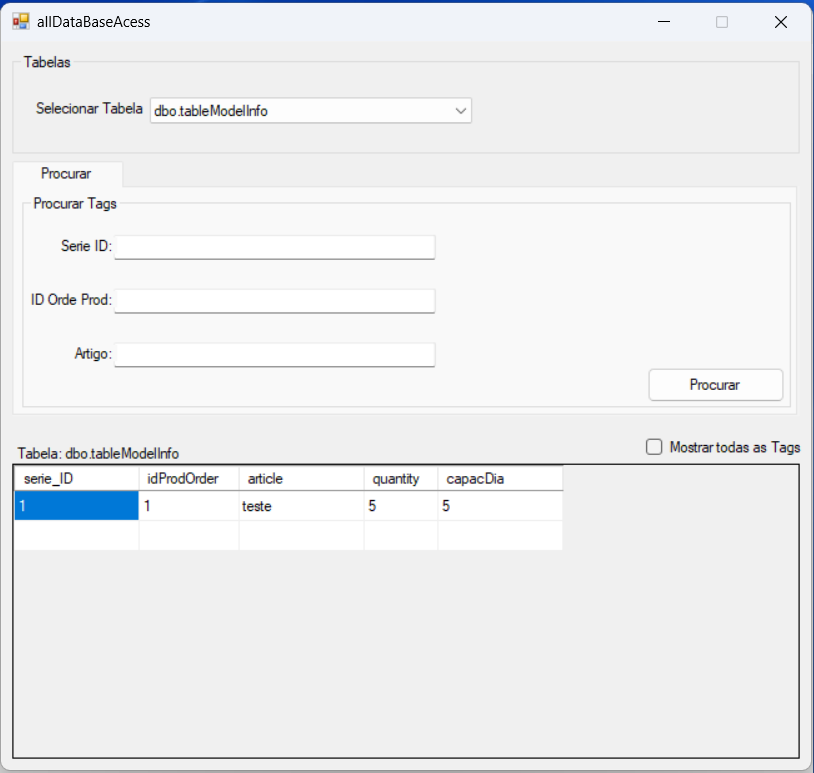 allDataBaseAcess
Tabelas
Selecionar Tabela dbo.tableModelInfo
Procurar
Procurar Tags
Serie ID:
ID Orde Prod:
Artigo:
Procurar
Mostrar todas as Tags
Tabela: dbo.tableModelInfo
serie_ID idProdOrder article quantity capacDia
1 1 teste 5 5